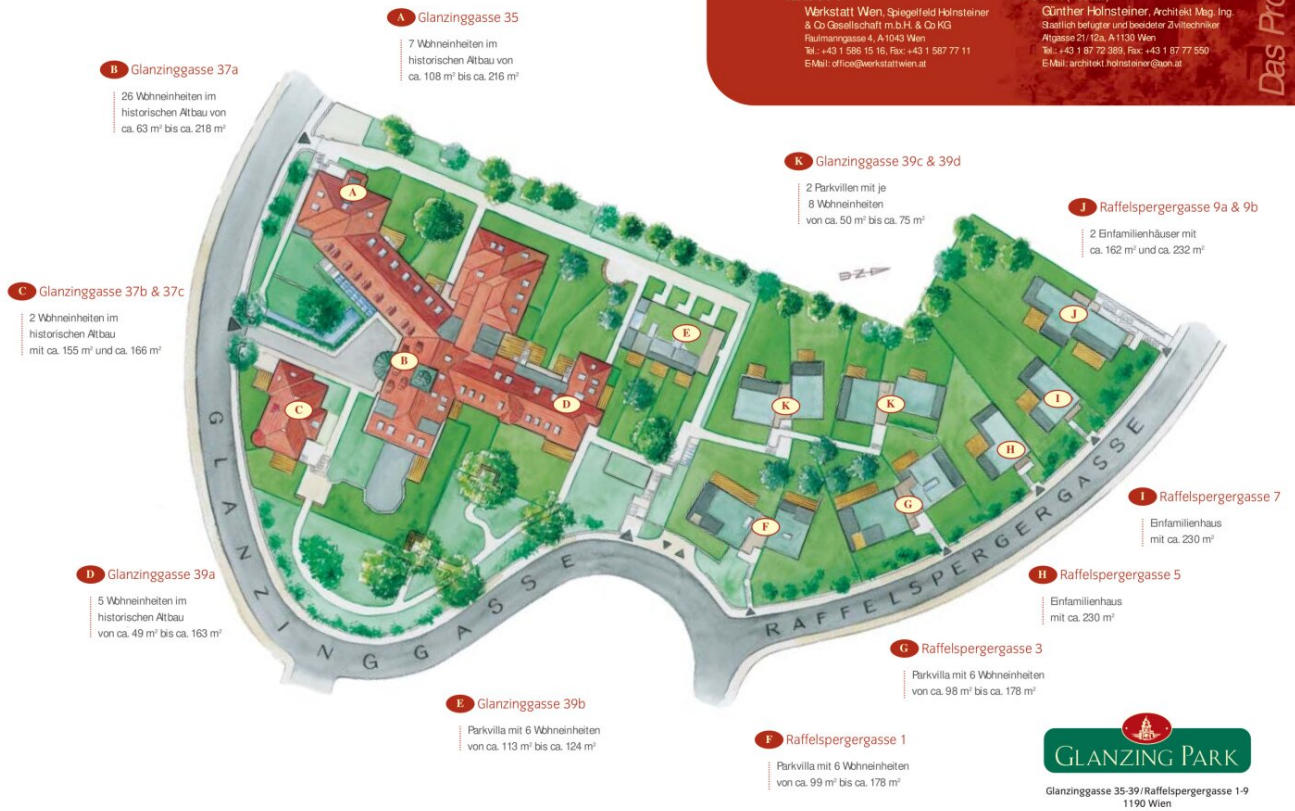 Werkstatt Wien, Spiegelfeld Holnsteiner
& Co Gesellschaft m.b.H. & Co KG
Faulmanngasse 4, A-1043 Wien
Tel.: +43 1 586 15 16, Fax: +43 1 587 77 11
E-Mail: office@werkstattwien.at
Günther Holnsteiner, Architekt Mag. Ing.
Staatlich befugter und beeideter Ziviltechniker
Altgasse 21/12a, A-1130 Wien
Tel.: +43 1 87 72 389, Fax: +43 1 87 77 550
E-Mail: architekt.holnsteiner@aon.at
Das Pro
A Glanzinggasse 35
7 Wohneinheiten im
historischen Altbau von
ca. 108 m² bis ca. 216 m²
B Glanzinggasse 37a
26 Wohneinheiten im
historischen Altbau von
ca. 63 m² bis ca. 218 m²
K Glanzinggasse 39c & 39d
2 Parkvillen mit je
8 Wohneinheiten
von ca. 50 m² bis ca. 75 m²
J Raffelspergergasse 9a & 9b
2 Einfamilienhäuser mit
ca. 162 m² und ca. 232 m²
C Glanzinggasse 37b & 37c
2 Wohneinheiten im
historischen Altbau
mit ca. 155 m² und ca. 166 m²
A
B
C
D
E
K
K
J
I
H
G
F
N
GLANZINGGASSE
RAFFELSPERGERGASSE
I Raffelspergergasse 7
Einfamilienhaus
mit ca. 230 m²
D Glanzinggasse 39a
5 Wohneinheiten im
historischen Altbau
von ca. 49 m² bis ca. 163 m²
H Raffelspergergasse 5
Einfamilienhaus
mit ca. 230 m²
G Raffelspergergasse 3
Parkvilla mit 6 Wohneinheiten
von ca. 98 m² bis ca. 178 m²
E Glanzinggasse 39b
Parkvilla mit 6 Wohneinheiten
von ca. 113 m² bis ca. 124 m²
F Raffelspergergasse 1
Parkvilla mit 6 Wohneinheiten
von ca. 99 m² bis ca. 178 m²
GLANZING PARK
Glanzinggasse 35-39/Raffelspergergasse 1-9
1190 Wien